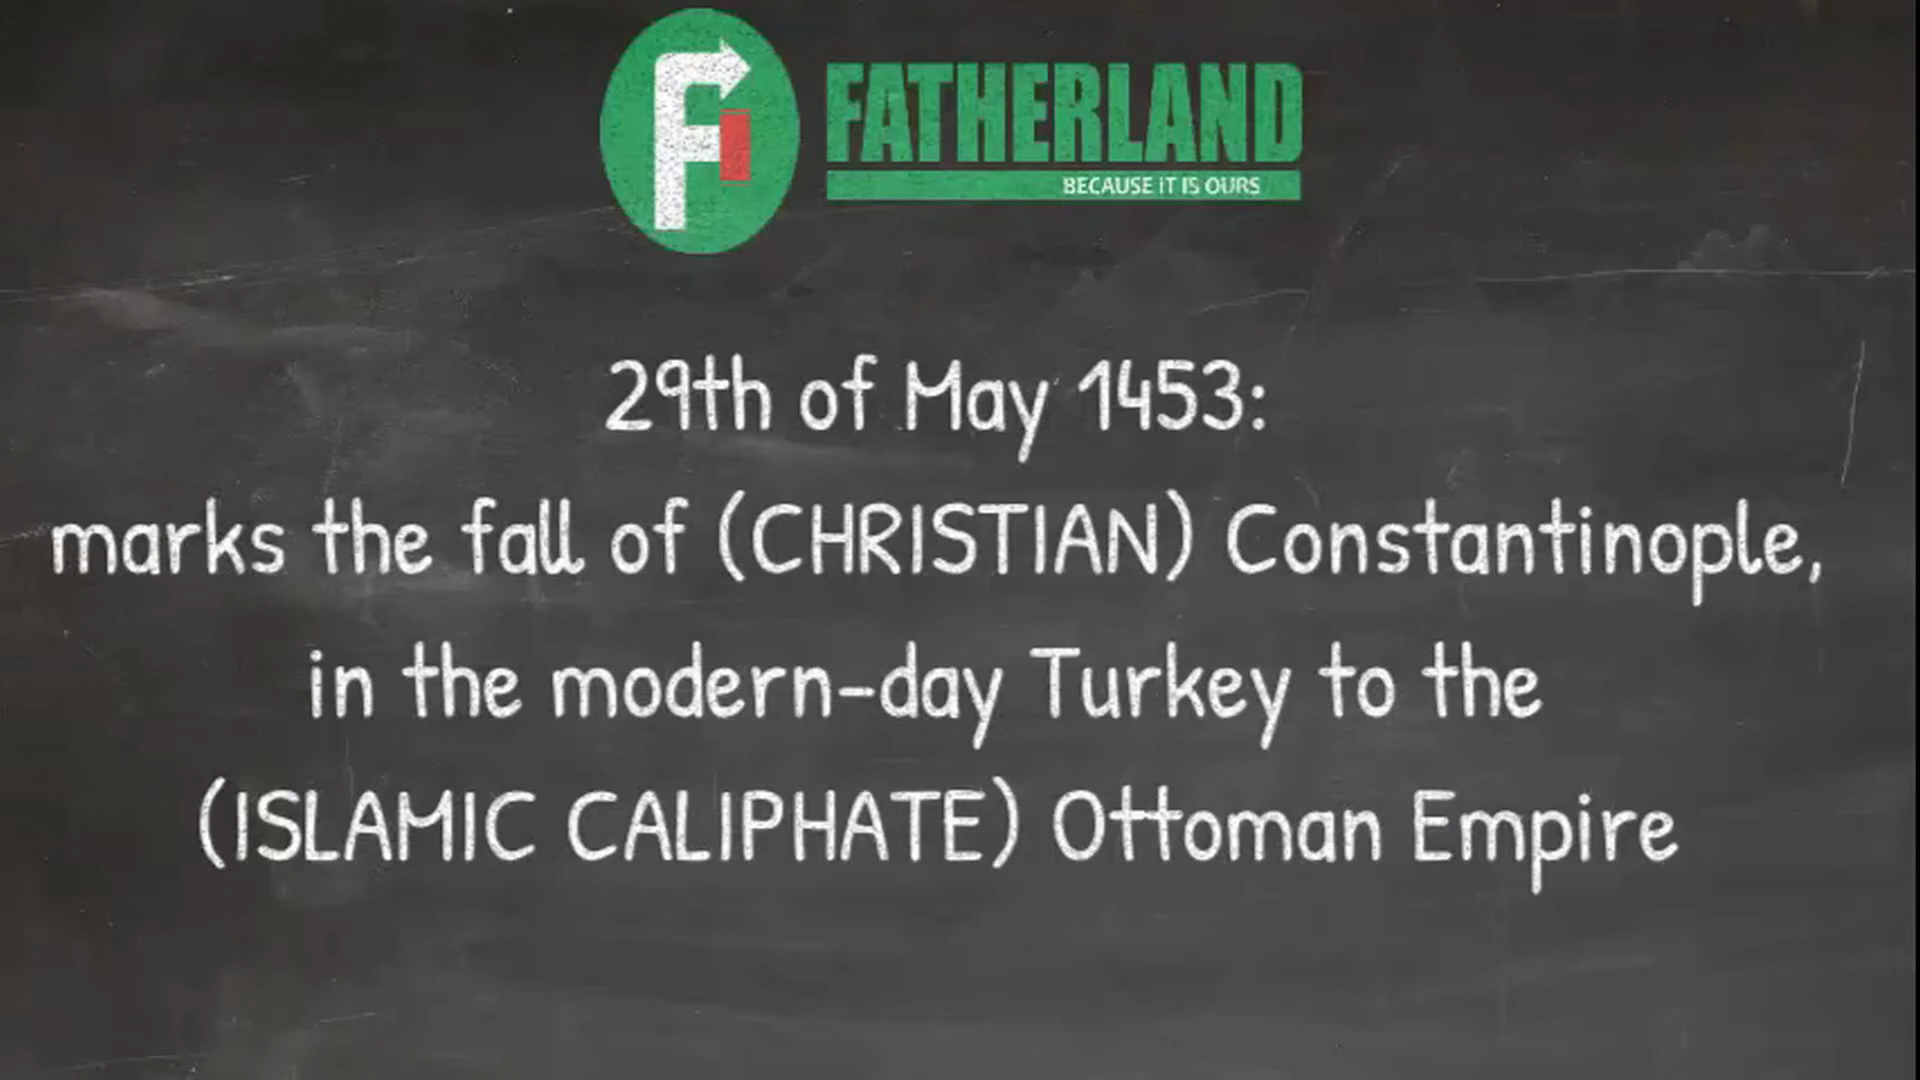 FATHERLAND
BECAUSE iT IS OURS
29th of May 1453:
marks the fall of (CHRISTIAN) Constantinople,
in the modern-day Turkey to the
(ISLAMIC CALIPHATE) Ottoman Empire